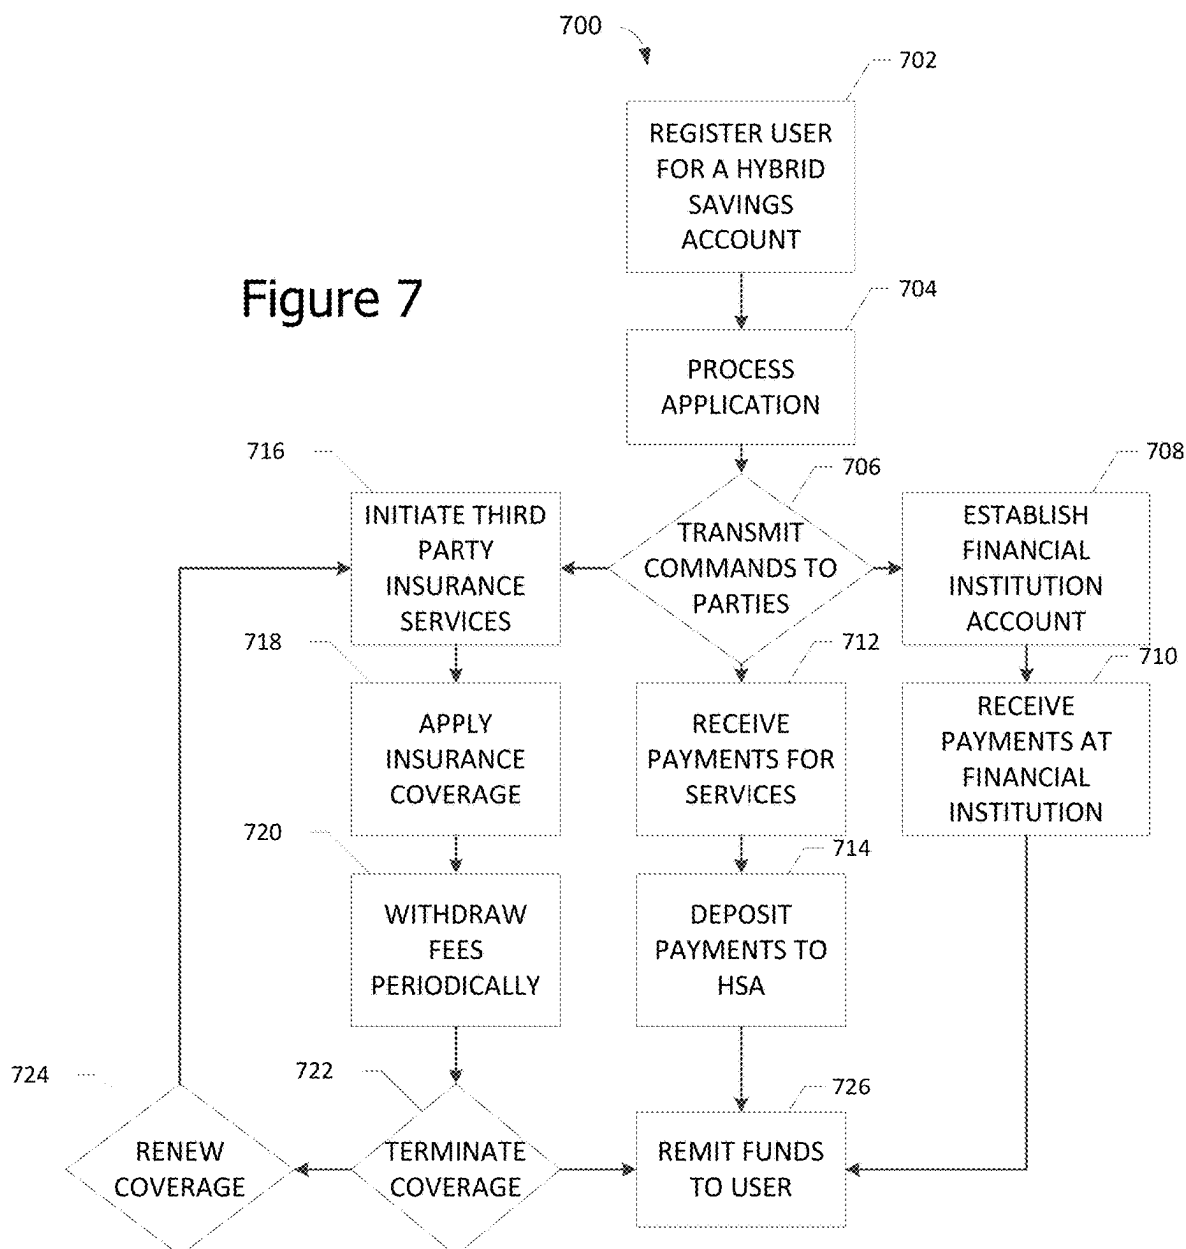 700
702
REGISTER USER
FOR A HYBRID
SAVINGS
ACCOUNT
Figure 7
704
PROCESS
APPLICATION
716
706
708
INITIATE THIRD
PARTY
INSURANCE
SERVICES
TRANSMIT
COMMANDS TO
PARTIES
ESTABLISH
FINANCIAL
INSTITUTION
ACCOUNT
718
712
710
APPLY
INSURANCE
COVERAGE
RECEIVE
PAYMENTS FOR
SERVICES
RECEIVE
PAYMENTS AT
FINANCIAL
INSTITUTION
720
714
WITHDRAW
FEES
PERIODICALLY
DEPOSIT
PAYMENTS TO
HSA
724
722
726
RENEW
COVERAGE
TERMINATE
COVERAGE
REMIT FUNDS
TO USER